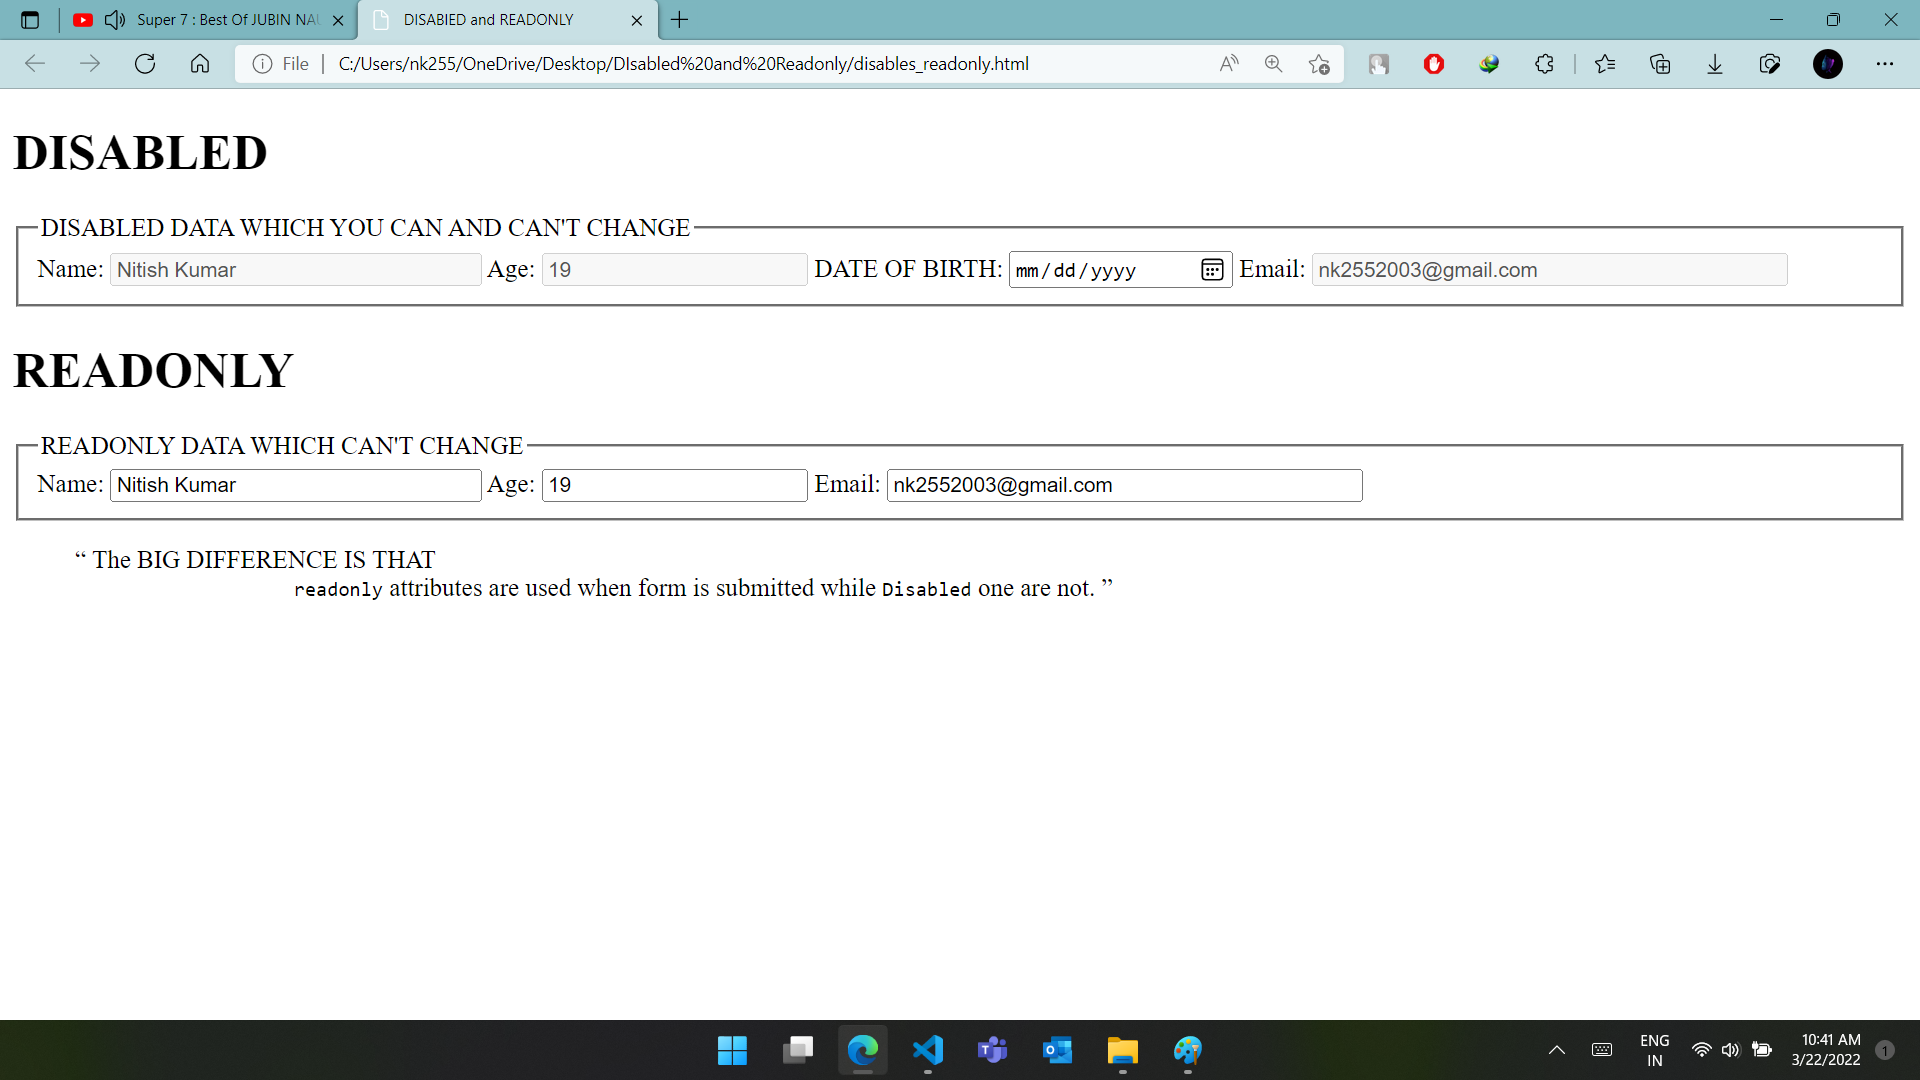 Super 7 : Best Of JUBIN NAU
DISABlED and READONLY
File
C:/Users/nk255/OneDrive/Desktop/DIsabled%20and%20Readonly/disables_readonly.html
DISABLED
DISABLED DATA WHICH YOU CAN AND CAN'T CHANGE
Name: Nitish Kumar Age: 19 DATE OF BIRTH: mm/dd/yyyy Email: nk2552003@gmail.com
READONLY
READONLY DATA WHICH CAN'T CHANGE
Name: Nitish Kumar Age: 19 Email: nk2552003@gmail.com
“ The BIG DIFFERENCE IS THAT
readonly attributes are used when form is submitted while Disabled one are not. ”
ENG
IN
10:41 AM
3/22/2022
1